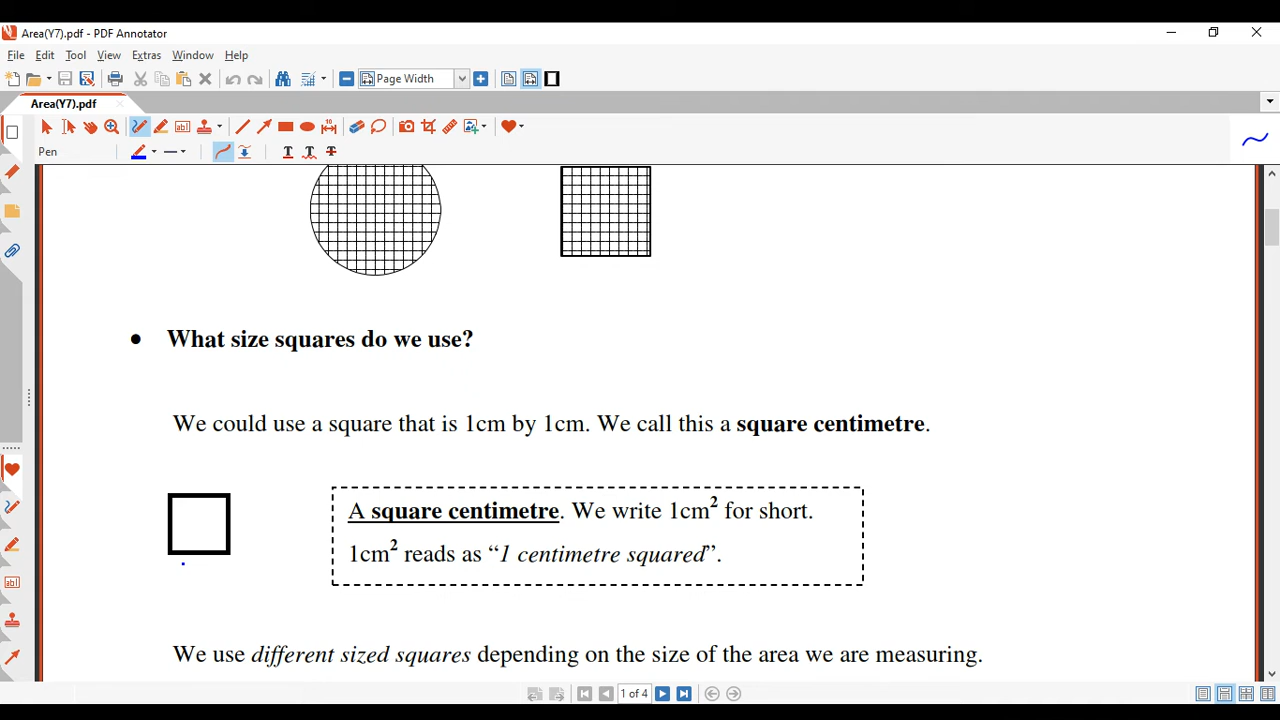 Area(Y7).pdf - PDF Annotator
File Edit Tool View Extras Window Help
Page Width
Area(Y7).pdf
Pen
• What size squares do we use?
We could use a square that is 1cm by 1cm. We call this a square centimetre.
A square centimetre. We write 1cm² for short.
1cm² reads as “1 centimetre squared”.
We use different sized squares depending on the size of the area we are measuring.
1 of 4